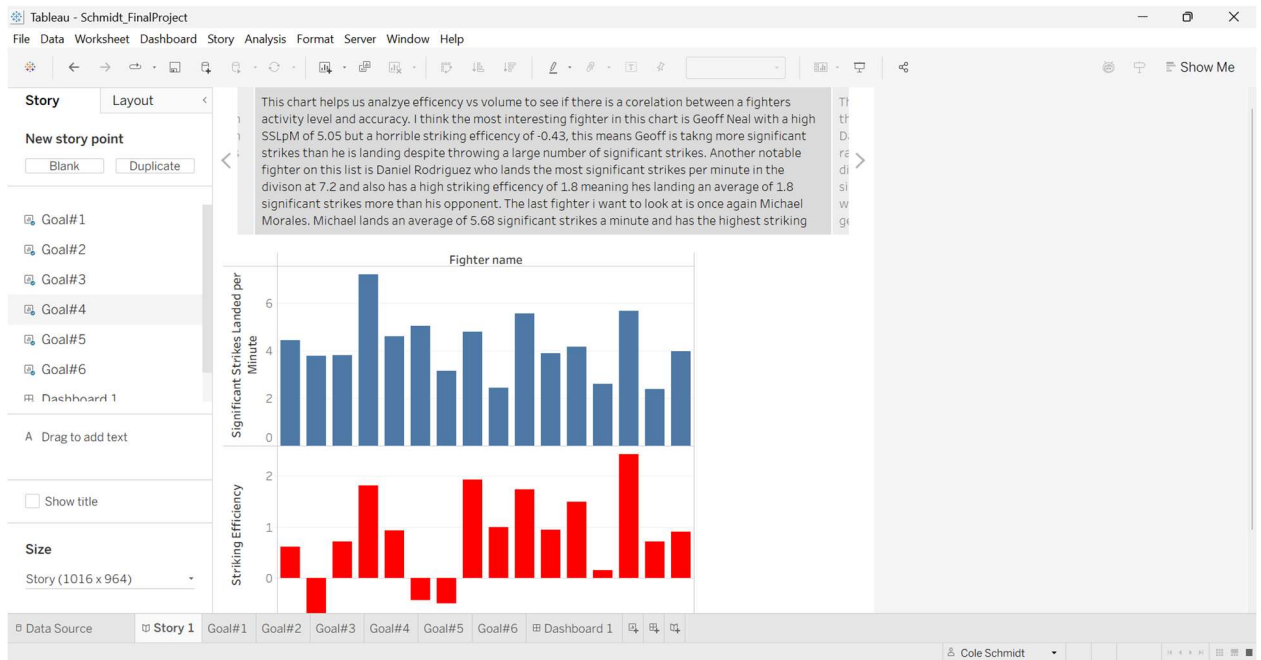 Tableau - Schmidt_FinalProject
File Data Worksheet Dashboard Story Analysis Format Server Window Help
Show Me
Story Layout
New story point
Blank Duplicate
Goal#1
Goal#2
Goal#3
Goal#4
Goal#5
Goal#6
Dashboard 1
A Drag to add text
Show title
Size
Story (1016 x 964)
This chart helps us analzye efficency vs volume to see if there is a corelation between a fighters
activity level and accuracy. I think the most interesting fighter in this chart is Geoff Neal with a high
SSLpM of 5.05 but a horrible striking efficency of -0.43, this means Geoff is takng more significant
strikes than he is landing despite throwing a large number of significant strikes. Another notable
fighter on this list is Daniel Rodriguez who lands the most significant strikes per minute in the
divison at 7.2 and also has a high striking efficency of 1.8 meaning hes landing an average of 1.8
significant strikes more than his opponent. The last fighter i want to look at is once again Michael
Morales. Michael lands an average of 5.68 significant strikes a minute and has the highest striking
Fighter name
Significant Strikes Landed per
Minute
6
4
2
0
Striking Efficiency
2
1
0
Data Source Story 1 Goal#1 Goal#2 Goal#3 Goal#4 Goal#5 Goal#6 Dashboard 1
Cole Schmidt